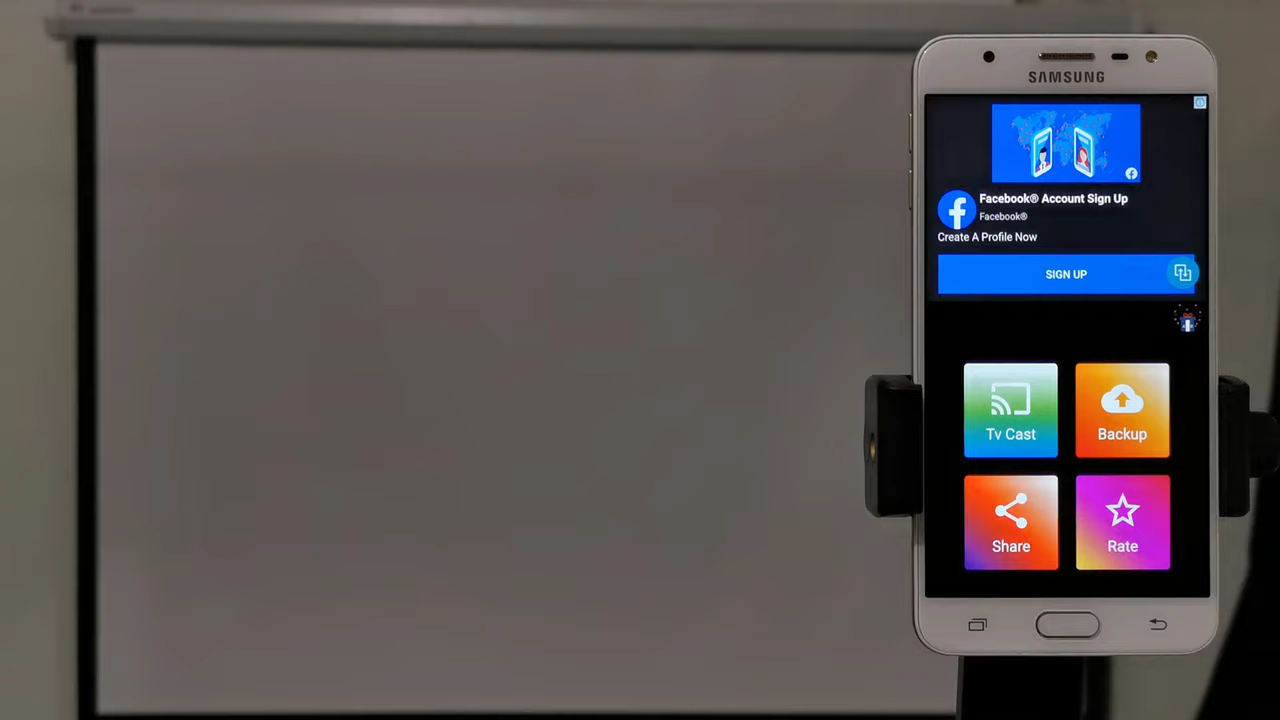 SAMSUNG
Facebook® Account Sign Up
Facebook®
Create A Profile Now
SIGN UP
Tv Cast
Backup
Share
Rate